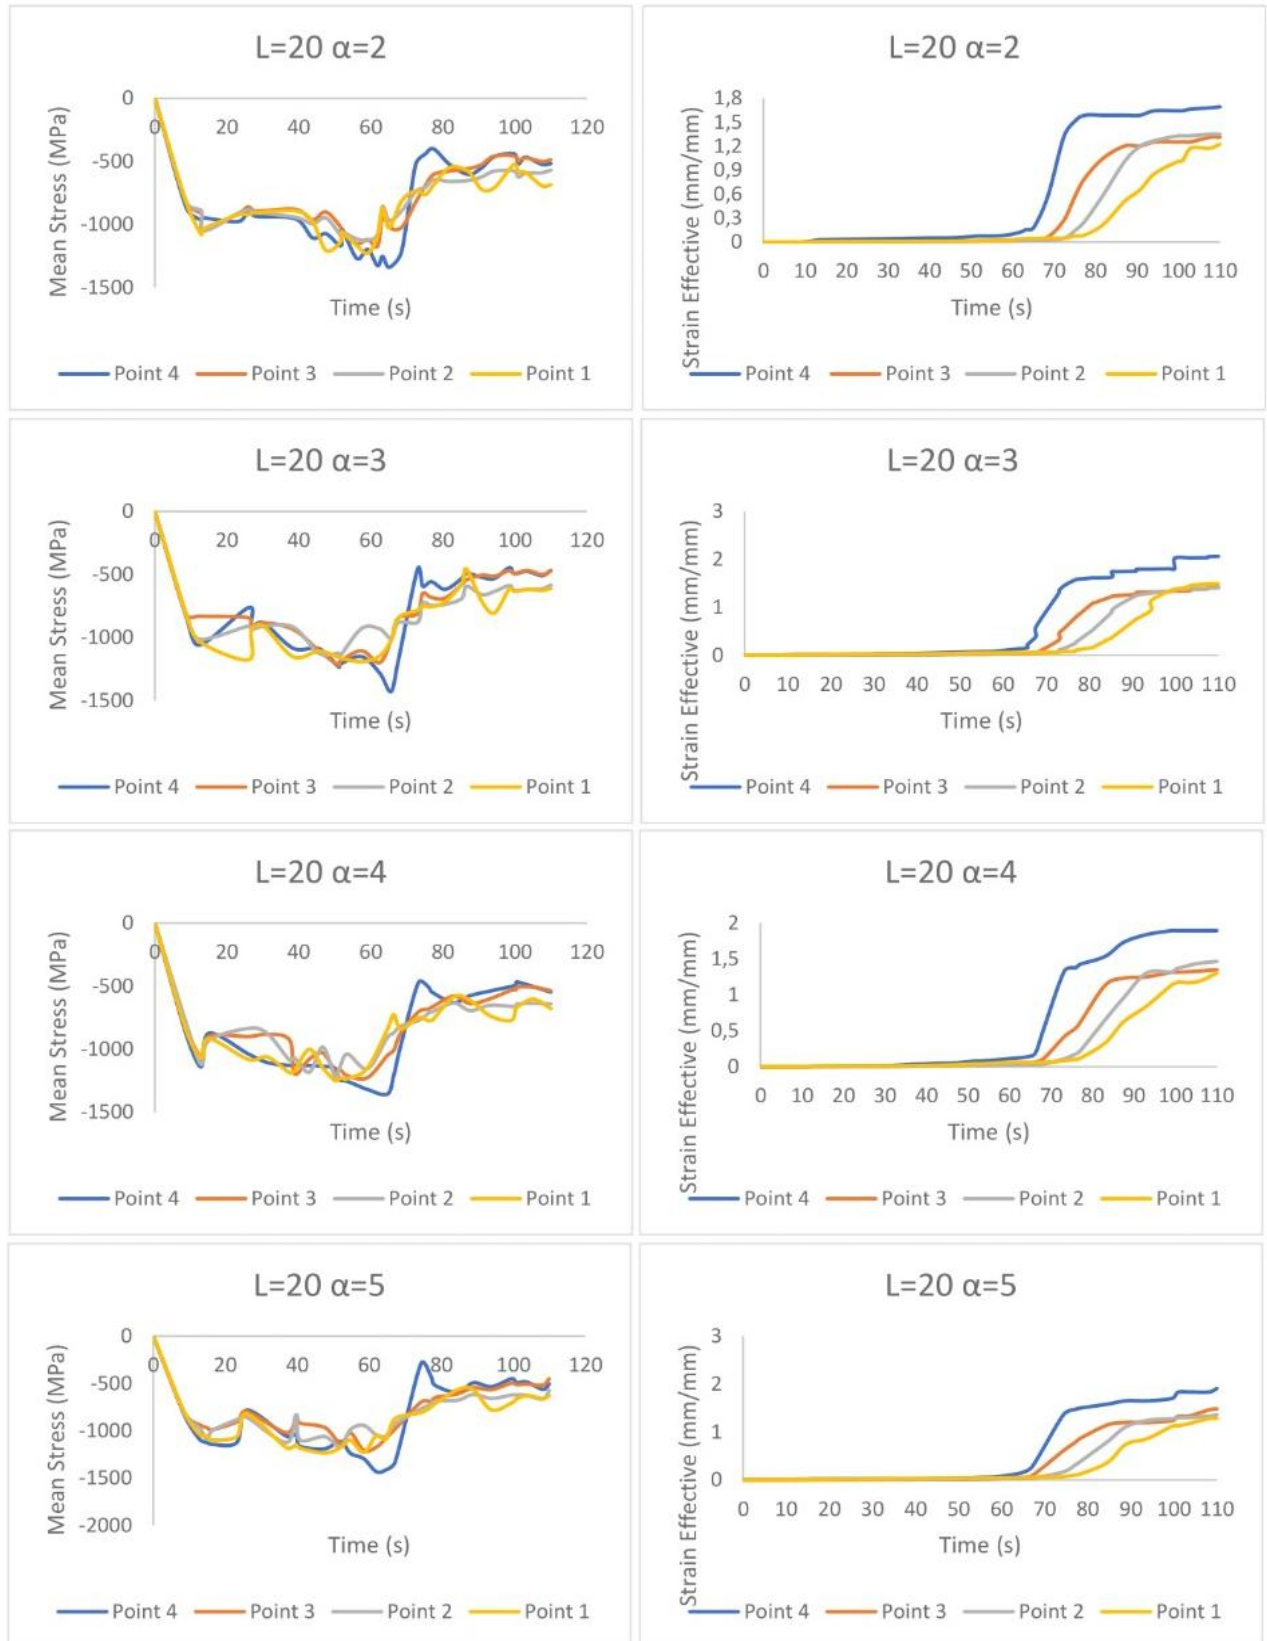 L=20 α=2
0
0 20 40 60 80 100 120
-500
-1000
-1500
Mean Stress (MPa)
Time (s)
Point 4 Point 3 Point 2 Point 1
L=20 α=2
1,8
1,5
1,2
0,9
0,6
0,3
0
0 10 20 30 40 50 60 70 80 90 100 110
Strain Effective (mm/mm)
Time (s)
Point 4 Point 3 Point 2 Point 1
L=20 α=3
0
0 20 40 60 80 100 120
-500
-1000
-1500
Mean Stress (MPa)
Time (s)
Point 4 Point 3 Point 2 Point 1
L=20 α=3
3
2
1
0
0 10 20 30 40 50 60 70 80 90 100 110
Strain Effective (mm/mm)
Time (s)
Point 4 Point 3 Point 2 Point 1
L=20 α=4
0
0 20 40 60 80 100 120
-500
-1000
-1500
Mean Stress (MPa)
Time (s)
Point 4 Point 3 Point 2 Point 1
L=20 α=4
2
1,5
1
0,5
0
0 10 20 30 40 50 60 70 80 90 100 110
Strain Effective (mm/mm)
Time (s)
Point 4 Point 3 Point 2 Point 1
L=20 α=5
0
0 20 40 60 80 100 120
-500
-1000
-1500
-2000
Mean Stress (MPa)
Time (s)
Point 4 Point 3 Point 2 Point 1
L=20 α=5
3
2
1
0
0 10 20 30 40 50 60 70 80 90 100 110
Strain Effective (mm/mm)
Time (s)
Point 4 Point 3 Point 2 Point 1